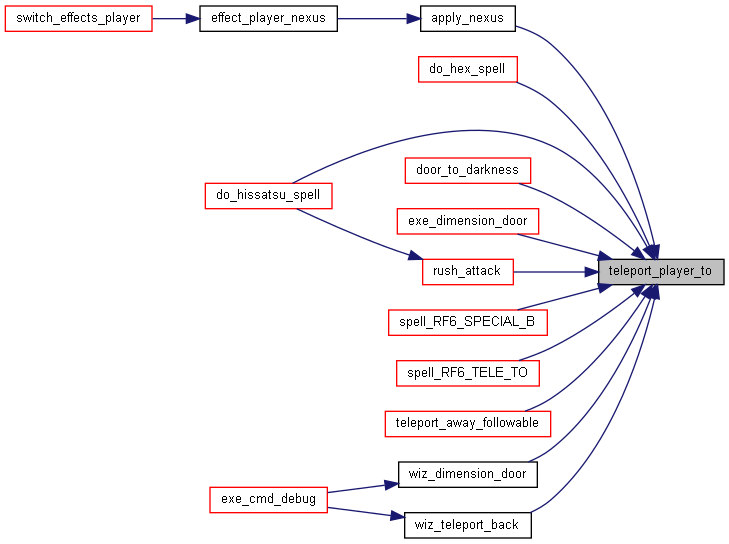 switch_effects_player
effect_player_nexus
apply_nexus
do_hex_spell
door_to_darkness
do_hissatsu_spell
exe_dimension_door
rush_attack
teleport_player_to
spell_RF6_SPECIAL_B
spell_RF6_TELE_TO
teleport_away_followable
wiz_dimension_door
exe_cmd_debug
wiz_teleport_back